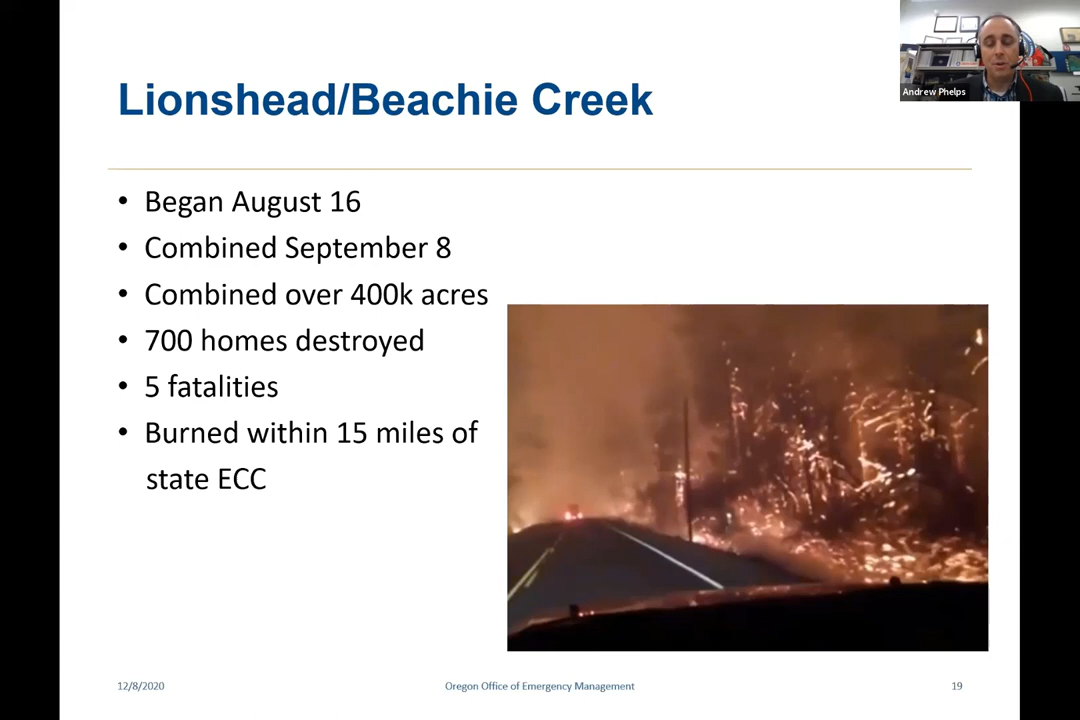 Lionshead/Beachie Creek
Andrew Phelps
• Began August 16
• Combined September 8
• Combined over 400k acres
• 700 homes destroyed
• 5 fatalities
• Burned within 15 miles of
state ECC
12/8/2020
Oregon Office of Emergency Management
19